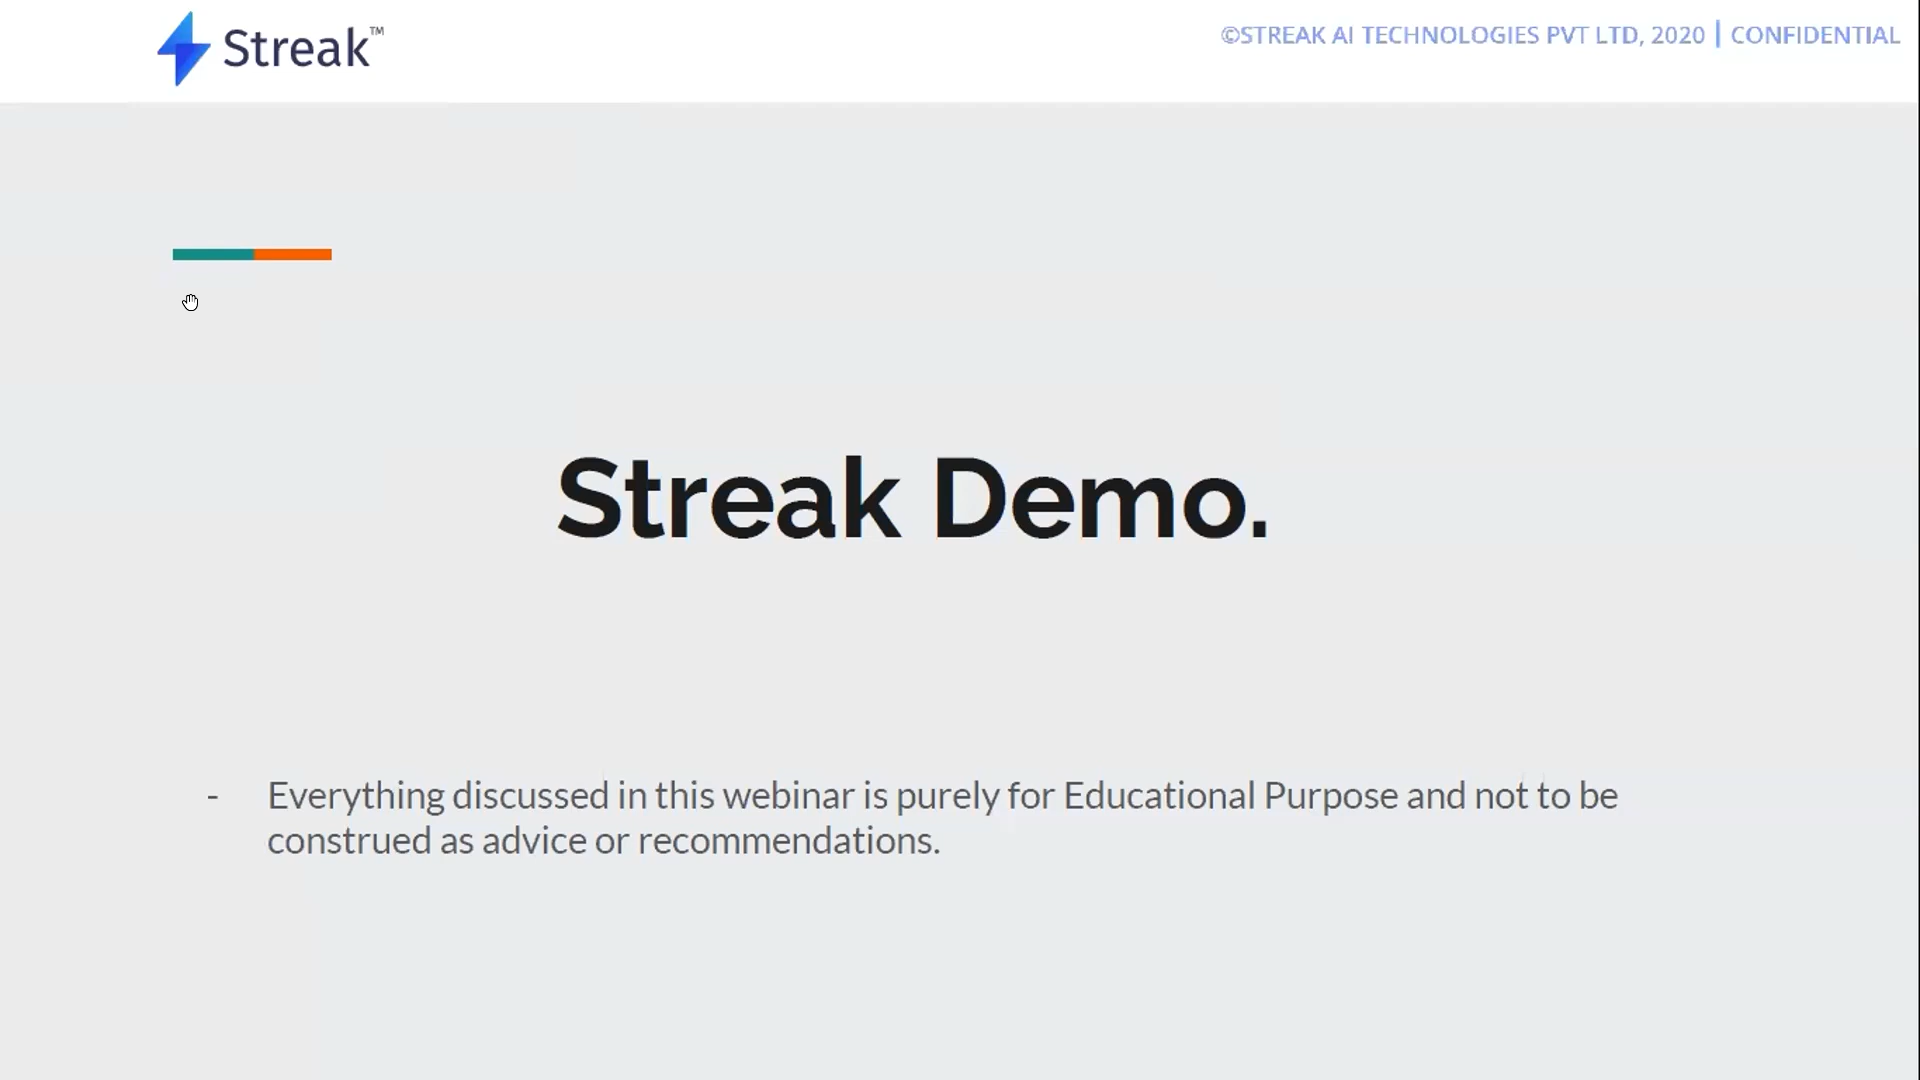 Streak™
©STREAK AI TECHNOLOGIES PVT LTD, 2020 | CONFIDENTIAL
Streak Demo.
- Everything discussed in this webinar is purely for Educational Purpose and not to be
construed as advice or recommendations.